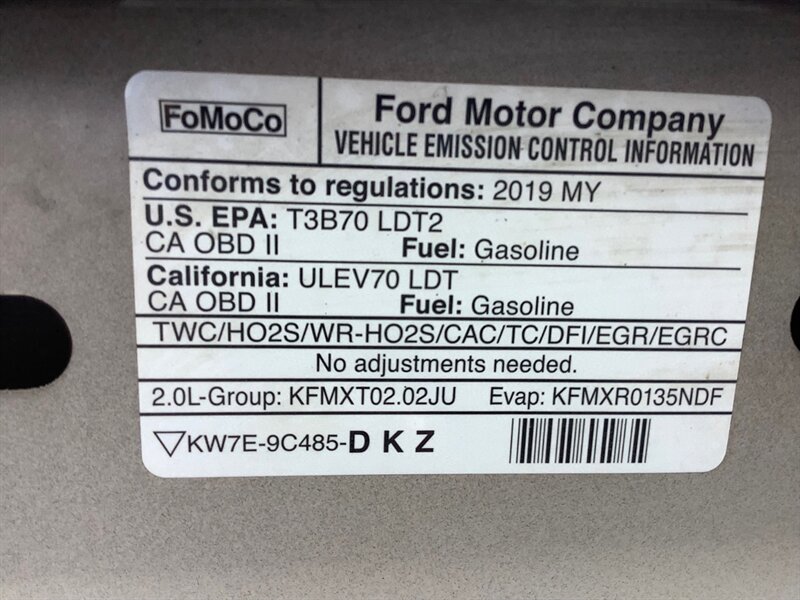 FoMoCo
Ford Motor Company
VEHICLE EMISSION CONTROL INFORMATION
Conforms to regulations: 2019 MY
U.S. EPA: T3B70 LDT2
CA OBD II Fuel: Gasoline
California: ULEV70 LDT
CA OBD II Fuel: Gasoline
TWC/HO2S/WR-HO2S/CAC/TC/DFI/EGR/EGRC
No adjustments needed.
2.0L-Group: KFMXT02.02JU Evap: KFMXR0135NDF
KW7E-9C485-D K Z